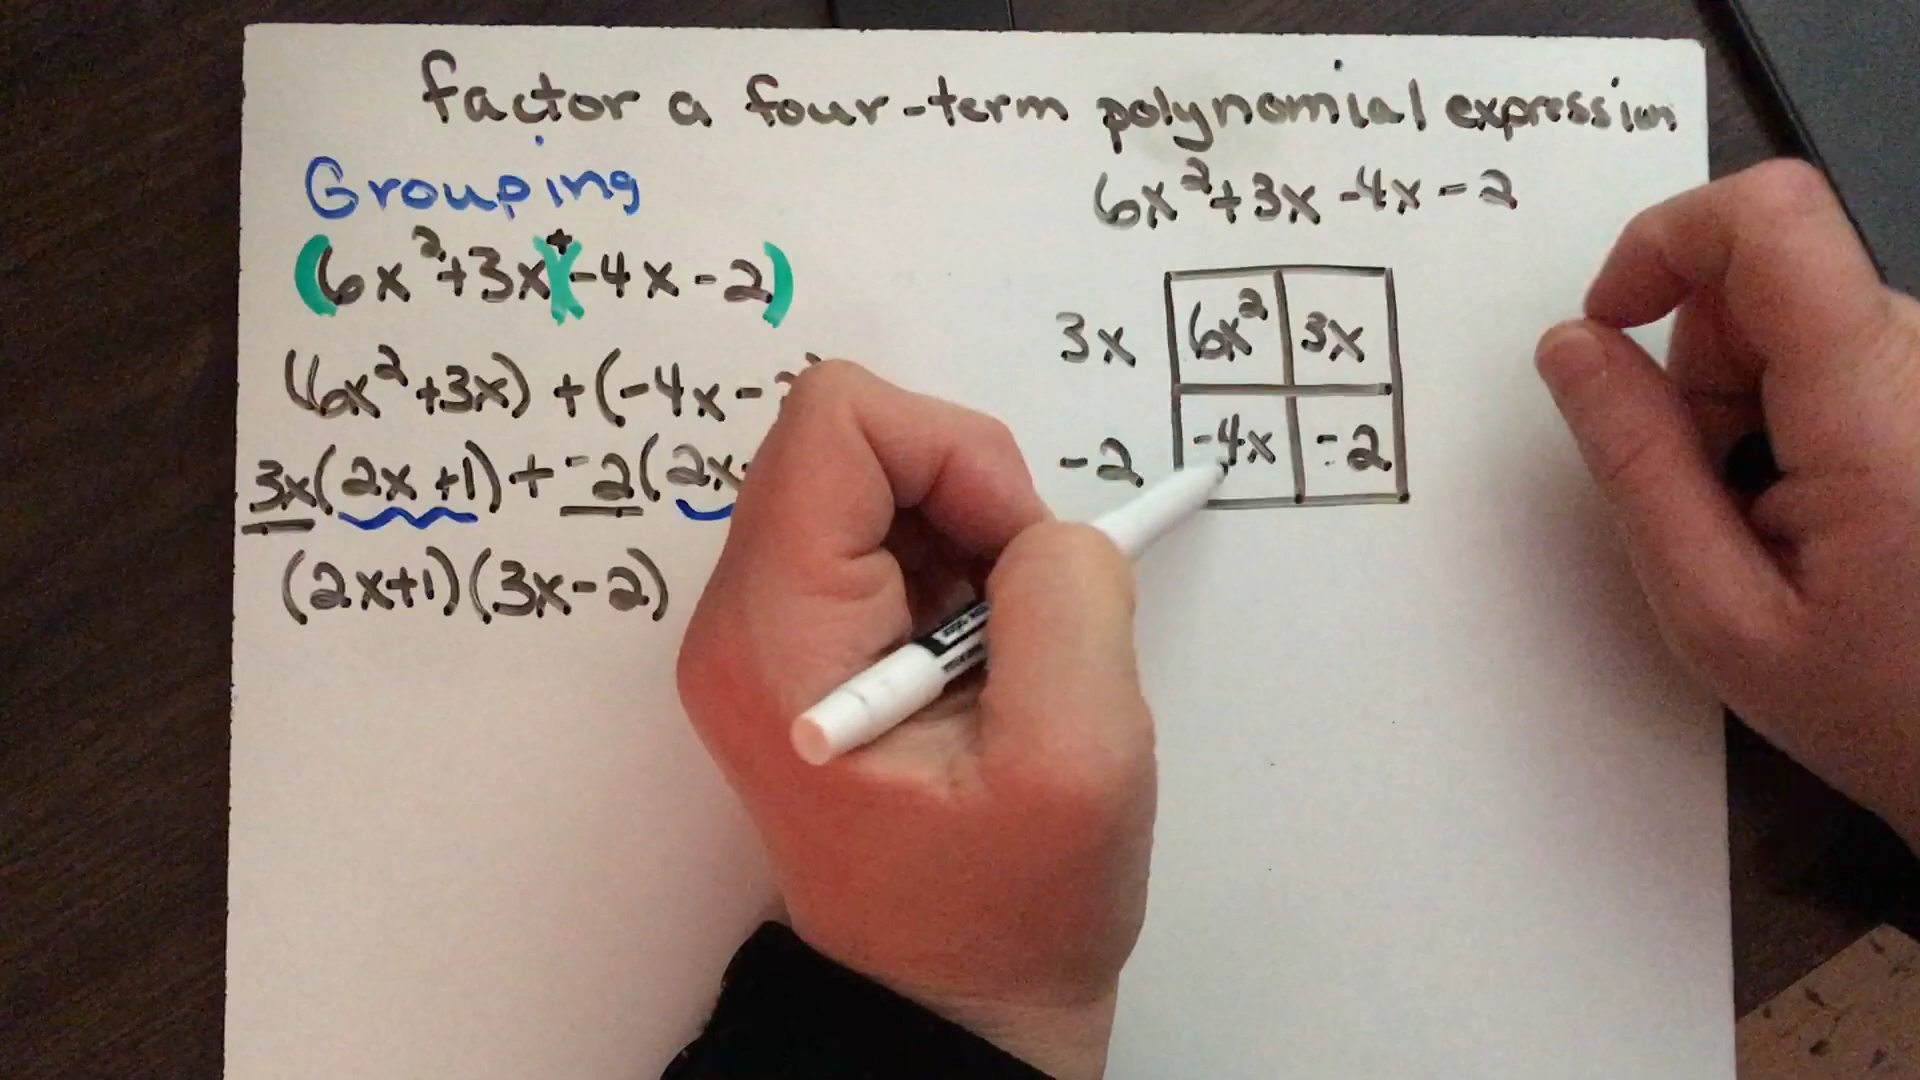 factor a four-term polynomial expression
Grouping
(6x²+3x)+(-4x-2)
(6x²+3x) + (-4x-
3x(2x+1) + -2(2x
(2x+1)(3x-2)
6x²+3x-4x-2
3x 6x² 3x
-2 -4x -2